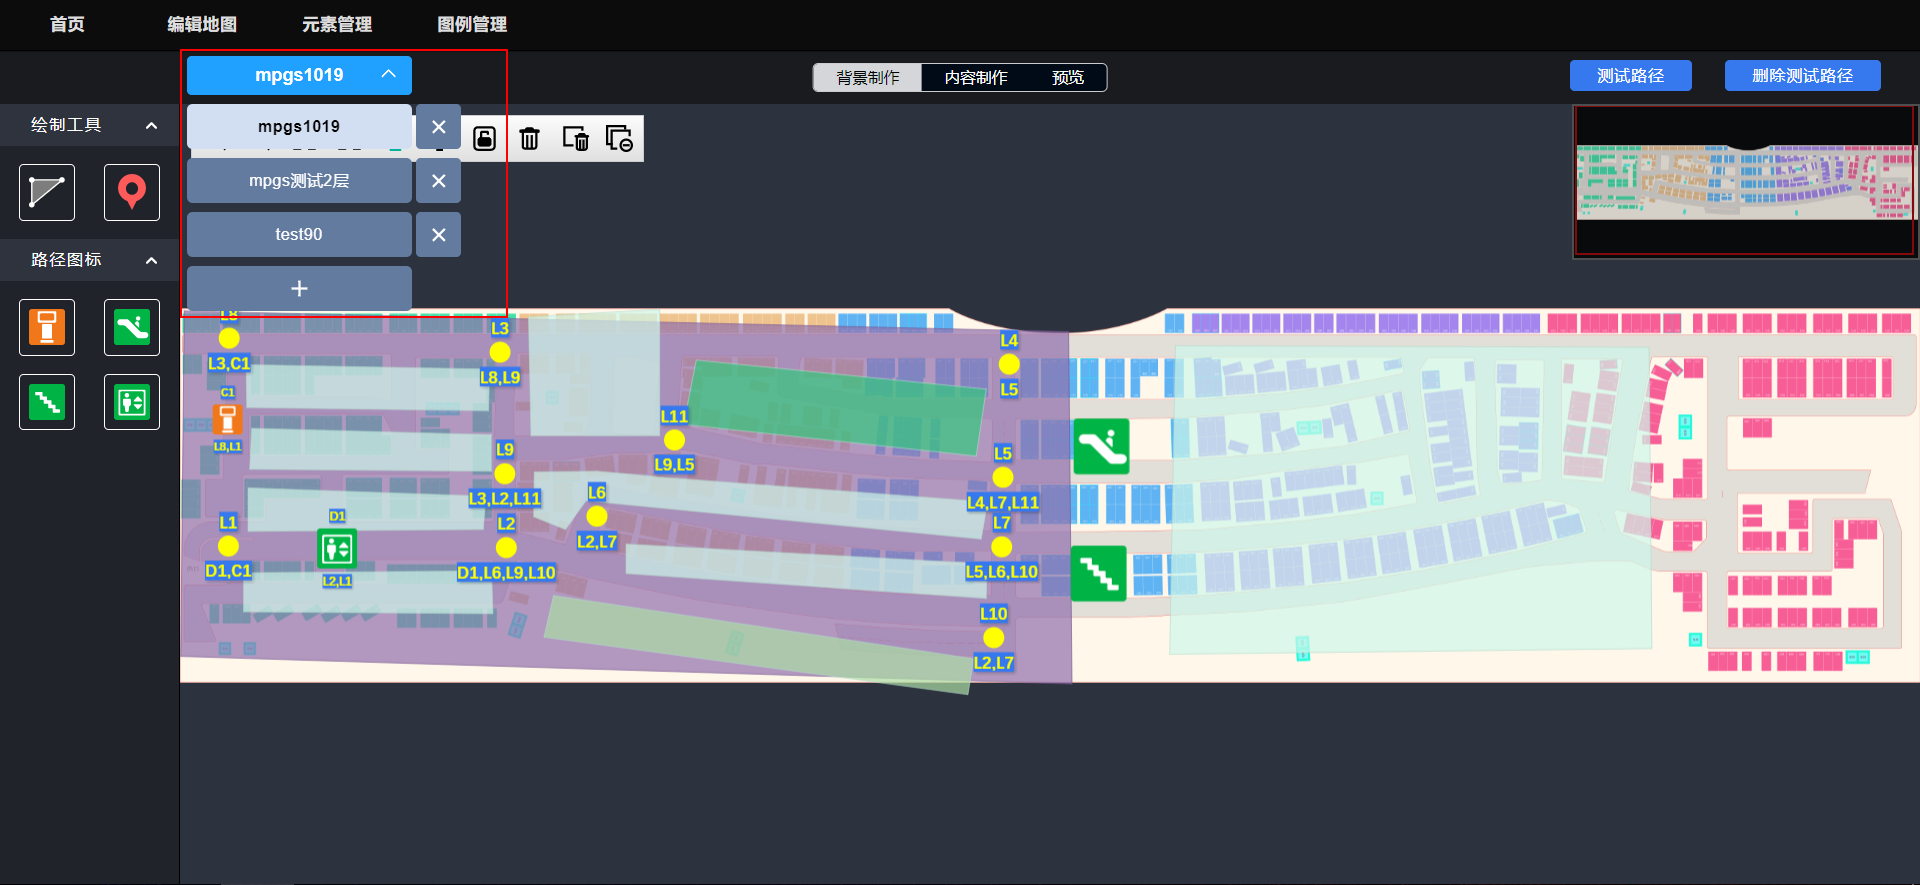 首页
编辑地图
元素管理
图例管理
mpgs1019
背景制作
内容制作
预览
测试路径
删除测试路径
绘制工具
mpgs1019
mpgs测试2层
test90
路径图标
L8
L3,C1
C1
L8,L1
L3
L8,L9
L4
L5
L11
L9,L5
L9
L3,L2,L11
L5
L4,L7,L11
L6
L2,L7
L1
D1,C1
D1
L2,L1
L2
D1,L6,L9,L10
L7
L5,L6,L10
L10
L2,L7